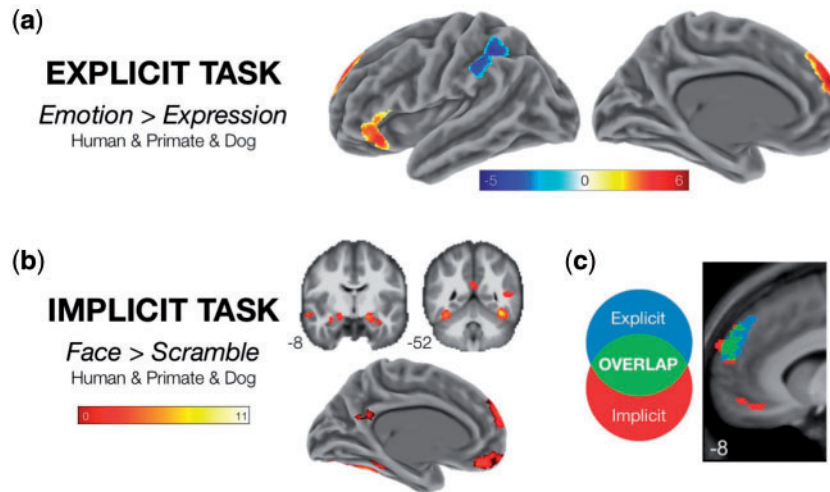 (a)
EXPLICIT TASK
Emotion > Expression
Human & Primate & Dog
-5 0 6
(b)
IMPLICIT TASK
Face > Scramble
Human & Primate & Dog
0 11
-8 -52
(c)
Explicit
OVERLAP
Implicit
-8